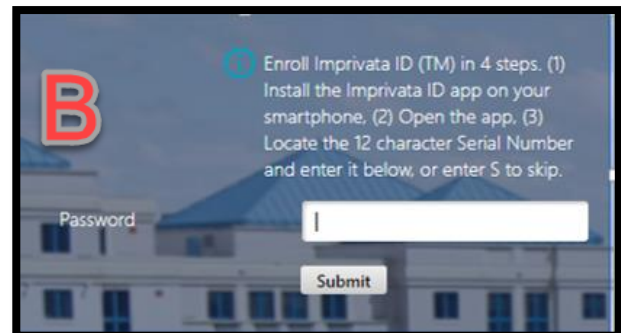 B
Enroll Imprivata ID (TM) in 4 steps. (1)
Install the Imprivata ID app on your
smartphone, (2) Open the app, (3)
Locate the 12 character Serial Number
and enter it below, or enter S to skip.
Password
Submit